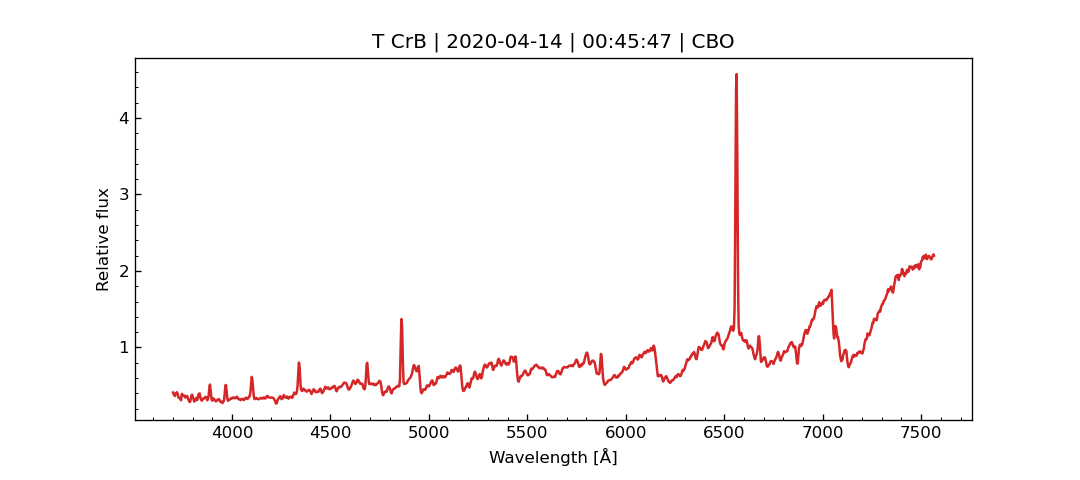 T CrB | 2020-04-14 | 00:45:47 | CBO
4
3
2
1
Relative flux
4000 4500 5000 5500 6000 6500 7000 7500
Wavelength [Å]